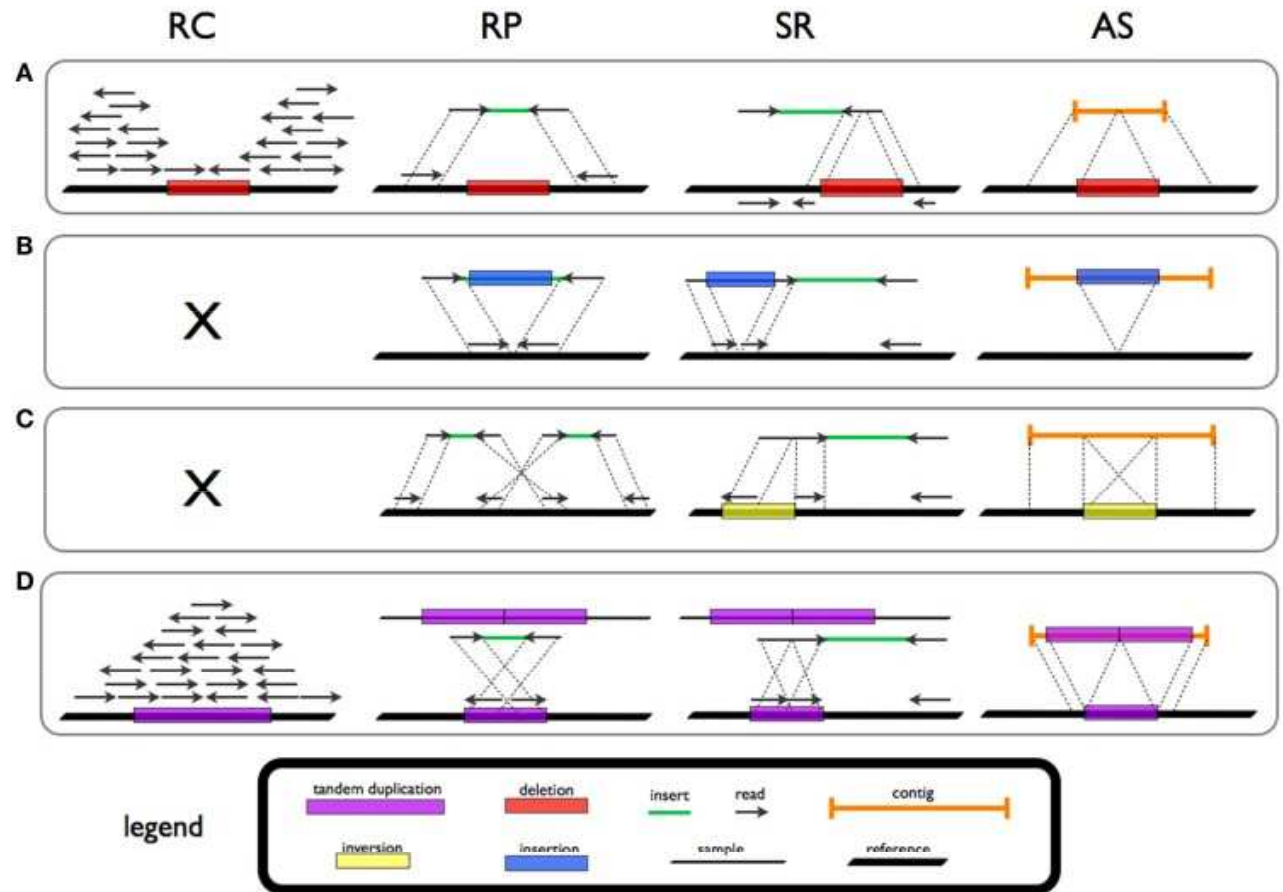 RC RP SR AS
A
B
X
C
X
D
tandem duplication deletion insert read contig
legend
inversion insertion sample reference